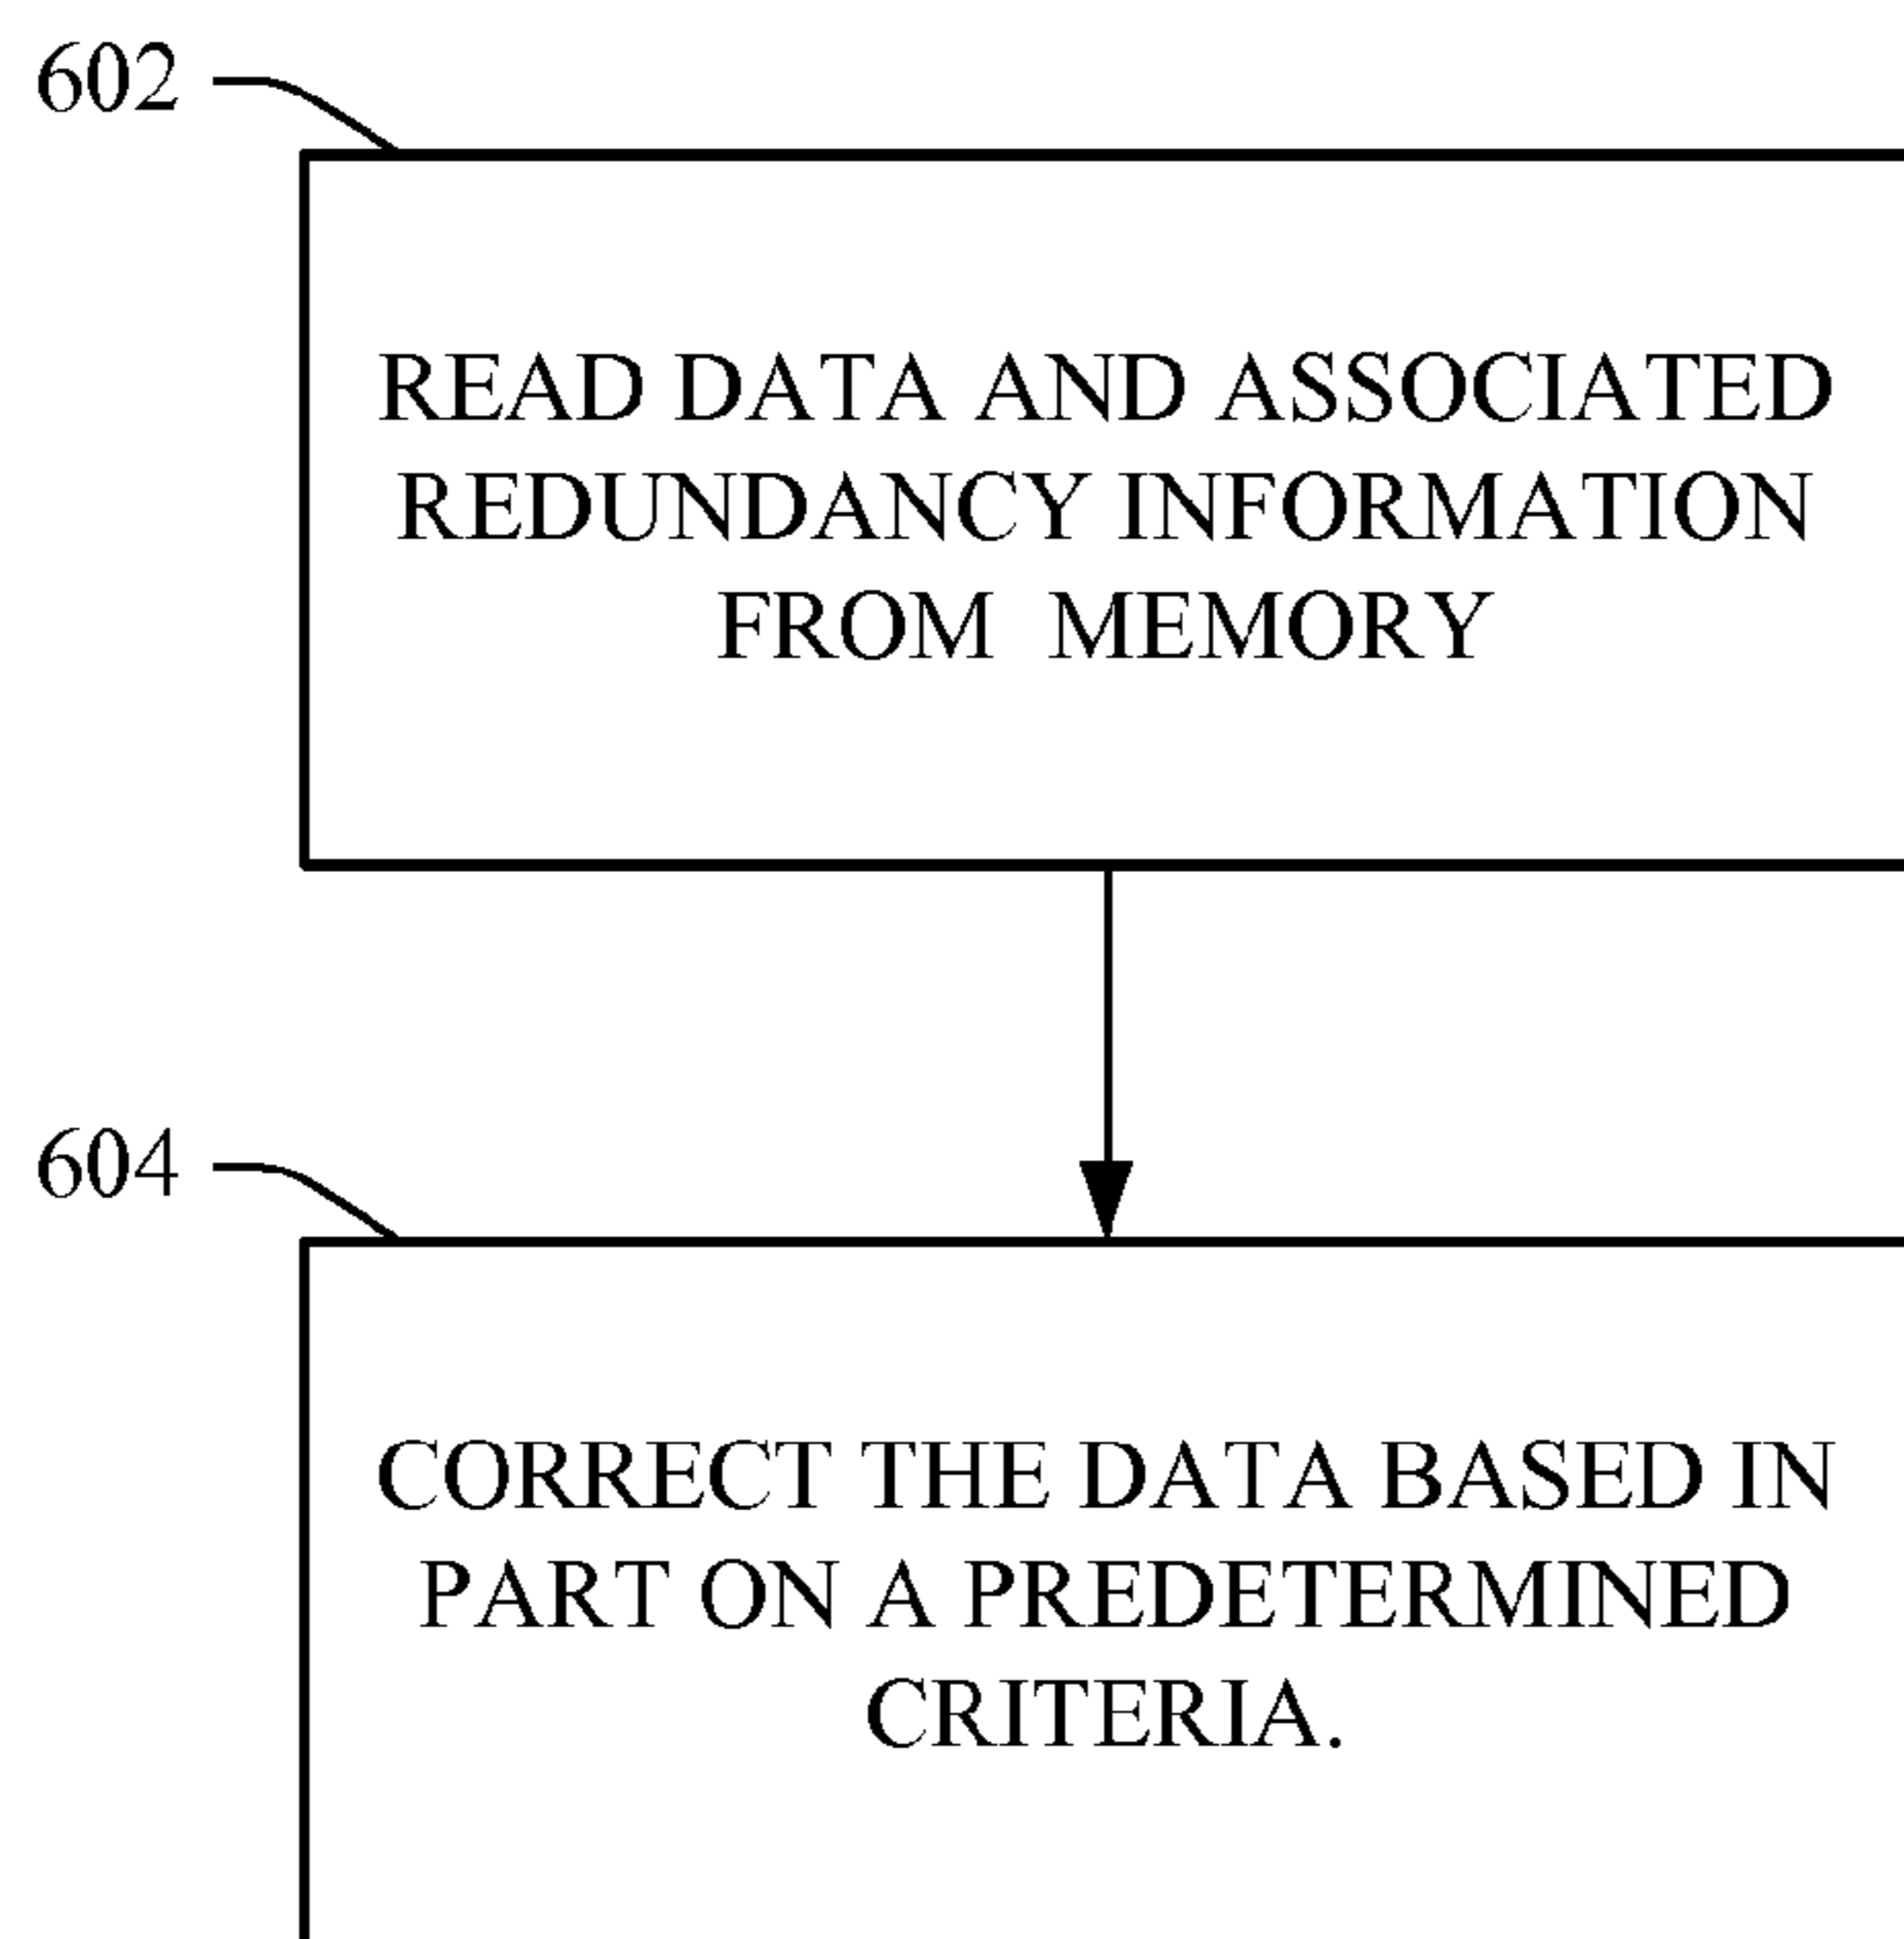 602
READ DATA AND ASSOCIATED
REDUNDANCY INFORMATION
FROM MEMORY
604
CORRECT THE DATA BASED IN
PART ON A PREDETERMINED
CRITERIA.